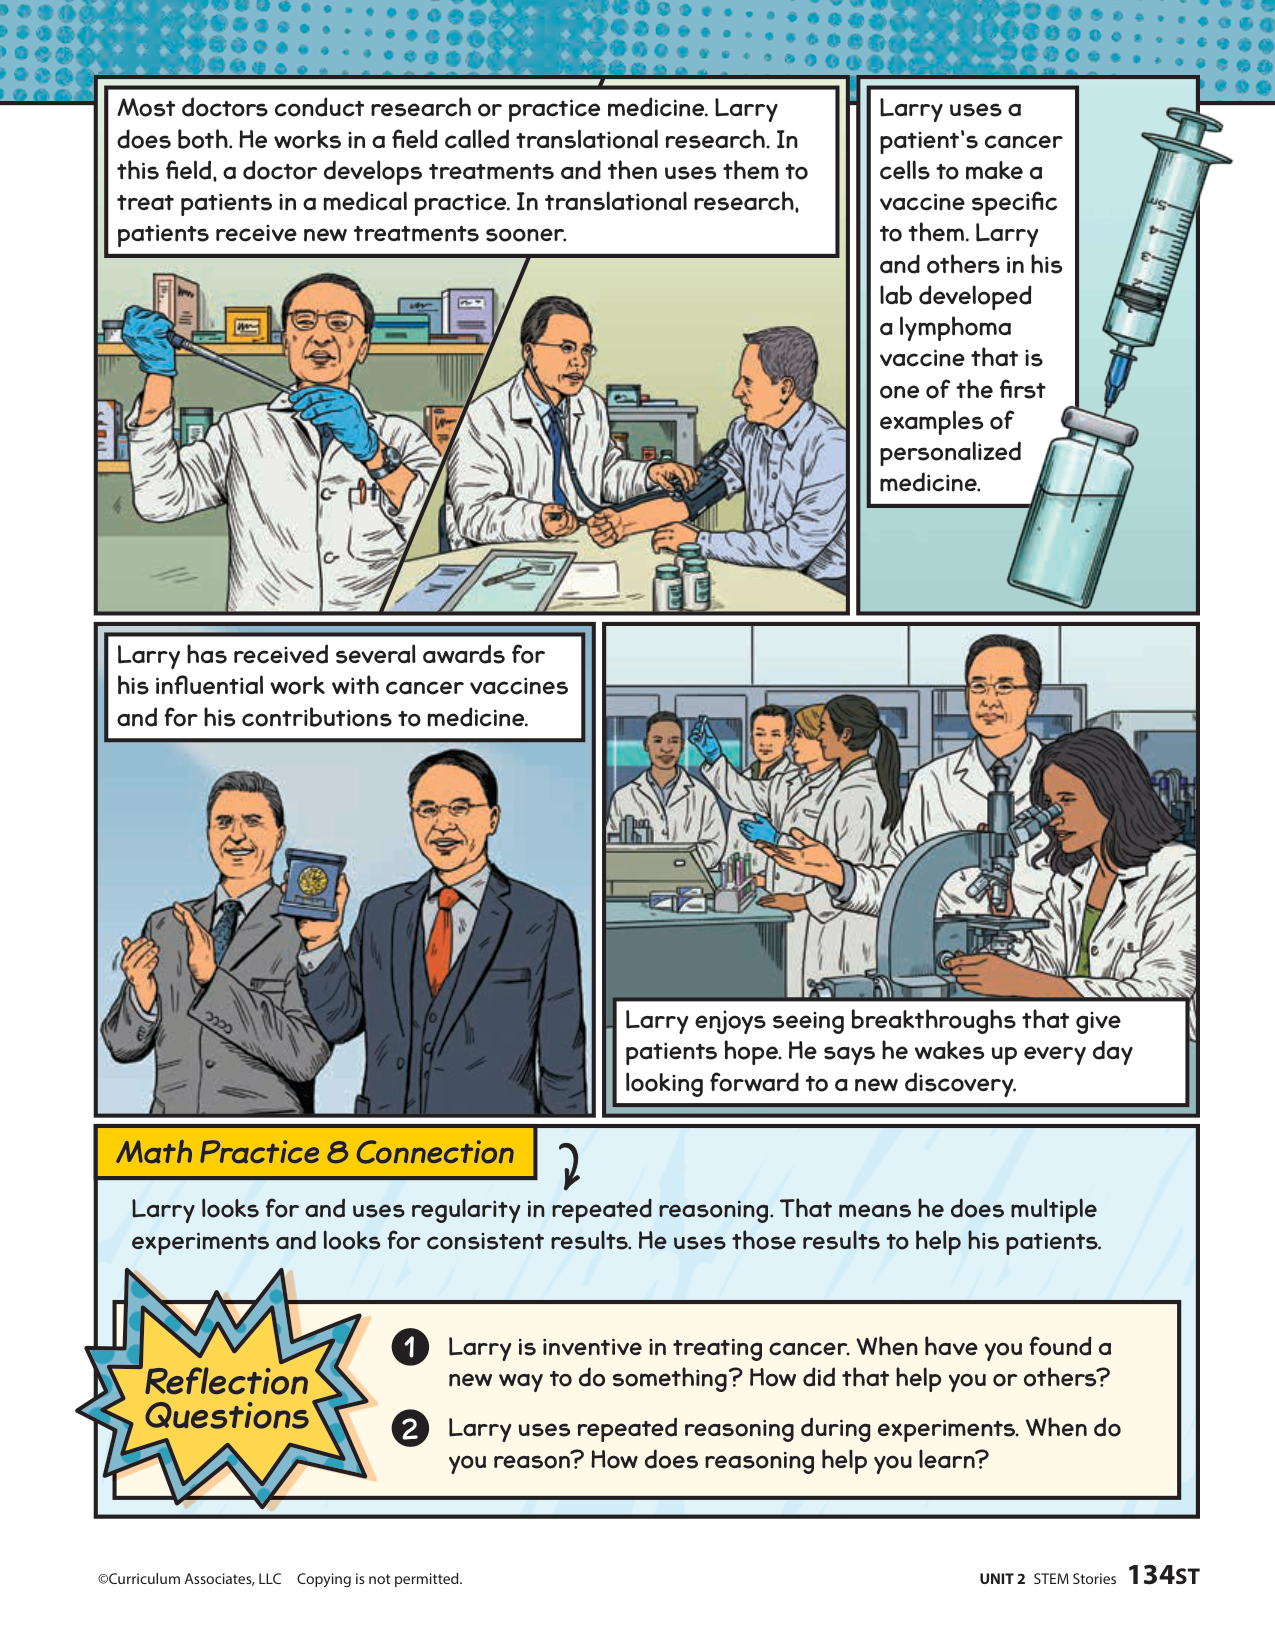 Most doctors conduct research or practice medicine. Larry
does both. He works in a field called translational research. In
this field, a doctor develops treatments and then uses them to
treat patients in a medical practice. In translational research,
patients receive new treatments sooner.
Larry uses a
patient's cancer
cells to make a
vaccine specific
to them. Larry
and others in his
lab developed
a lymphoma
vaccine that is
one of the first
examples of
personalized
medicine.
5m
4
3
2
Larry has received several awards for
his influential work with cancer vaccines
and for his contributions to medicine.
Larry enjoys seeing breakthroughs that give
patients hope. He says he wakes up every day
looking forward to a new discovery.
Math Practice 8 Connection
Larry looks for and uses regularity in repeated reasoning. That means he does multiple
experiments and looks for consistent results. He uses those results to help his patients.
Reflection
Questions
1 Larry is inventive in treating cancer. When have you found a
new way to do something? How did that help you or others?
2 Larry uses repeated reasoning during experiments. When do
you reason? How does reasoning help you learn?
©Curriculum Associates, LLC Copying is not permitted.
UNIT 2 STEM Stories 134ST